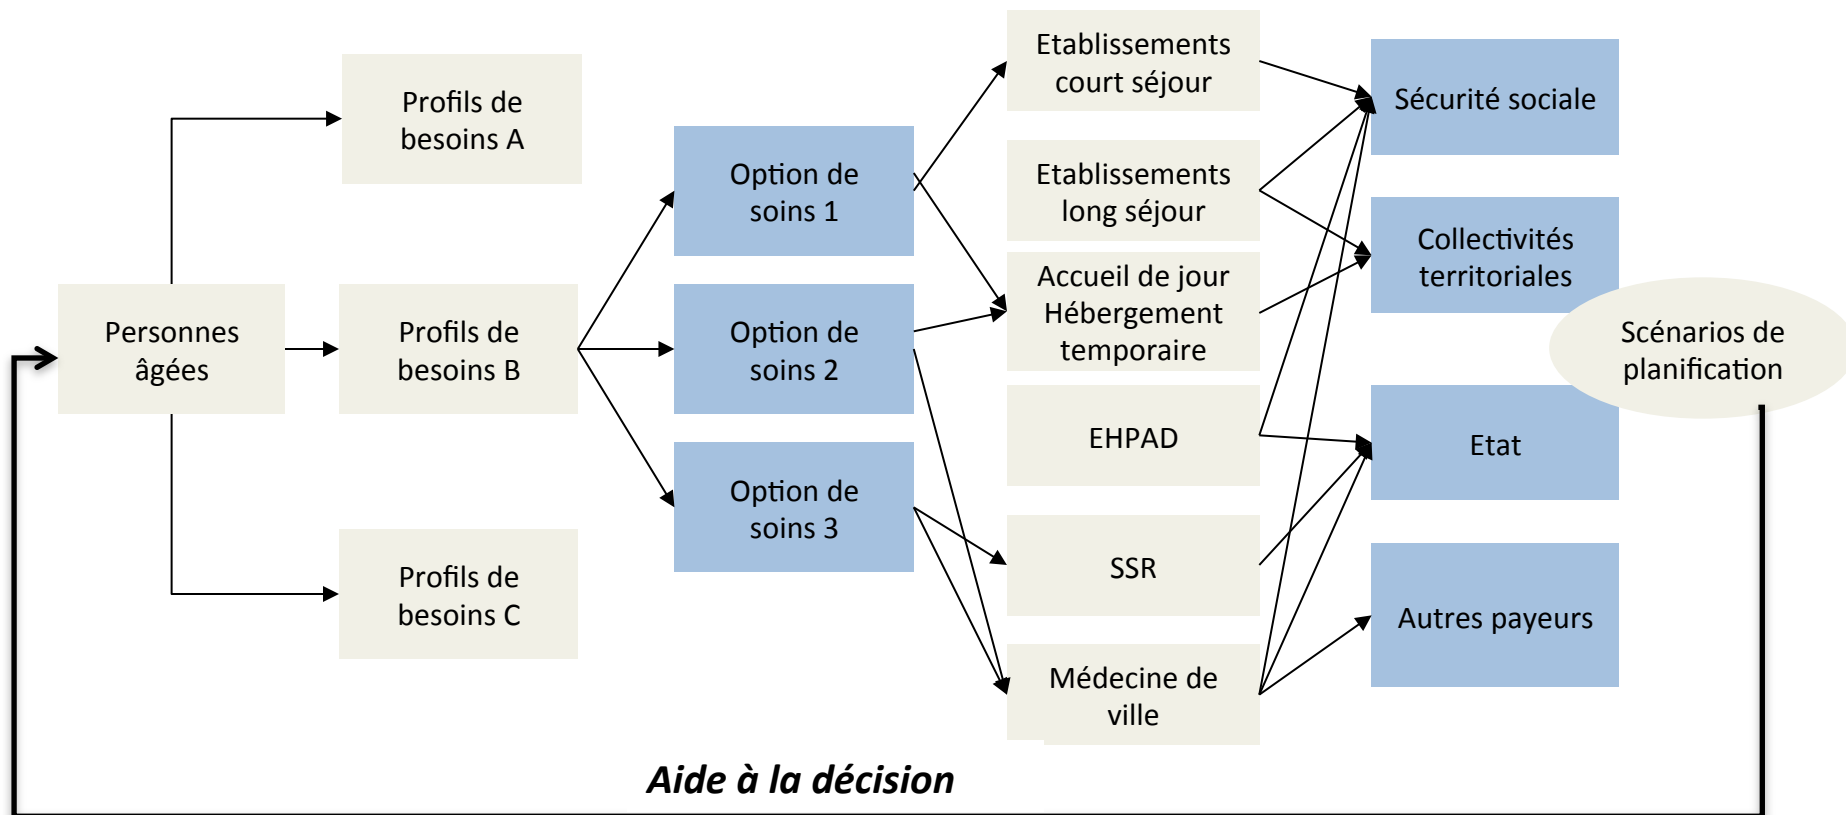 Personnes
âgées
Profils de
besoins A
Profils de
besoins B
Profils de
besoins C
Option de
soins 1
Option de
soins 2
Option de
soins 3
Etablissements
court séjour
Etablissements
long séjour
Accueil de jour
Hébergement
temporaire
EHPAD
SSR
Médecine de
ville
Sécurité sociale
Collectivités
territoriales
Etat
Autres payeurs
Scénarios de
planification
Aide à la décision